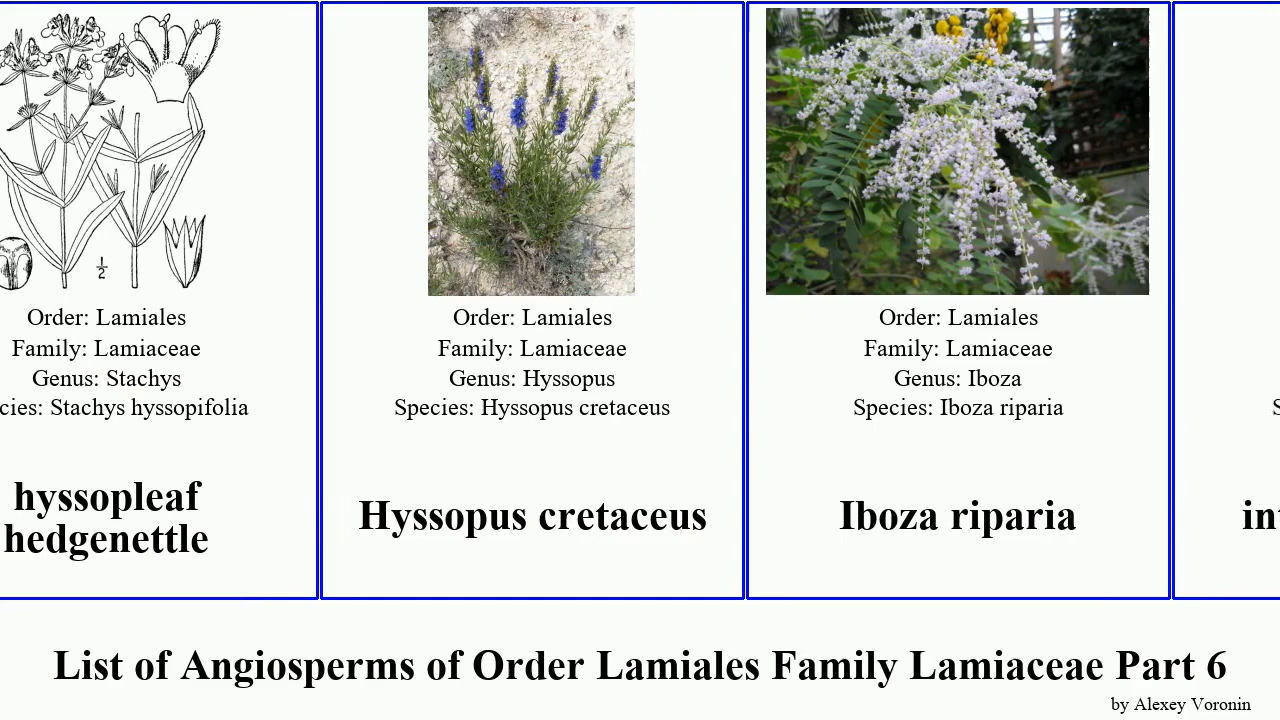 1/2
Order: Lamiales
Family: Lamiaceae
Genus: Stachys
cies: Stachys hyssopifolia
hyssopleaf
hedgenettle
Order: Lamiales
Family: Lamiaceae
Genus: Hyssopus
Species: Hyssopus cretaceus
Hyssopus cretaceus
Order: Lamiales
Family: Lamiaceae
Genus: Iboza
Species: Iboza riparia
Iboza riparia
S
in
List of Angiosperms of Order Lamiales Family Lamiaceae Part 6
by Alexey Voronin